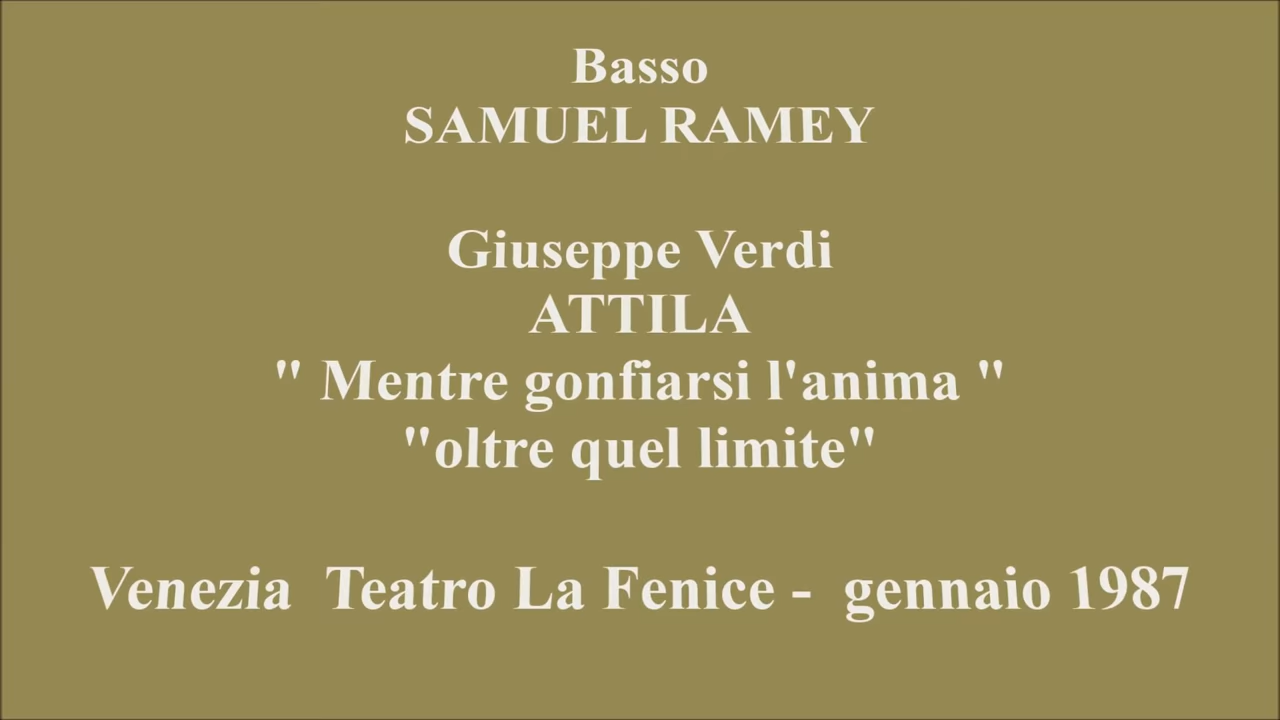 Basso
SAMUEL RAMEY
Giuseppe Verdi
ATTILA
" Mentre gonfiarsi l'anima "
"oltre quel limite"
Venezia  Teatro La Fenice -  gennaio 1987